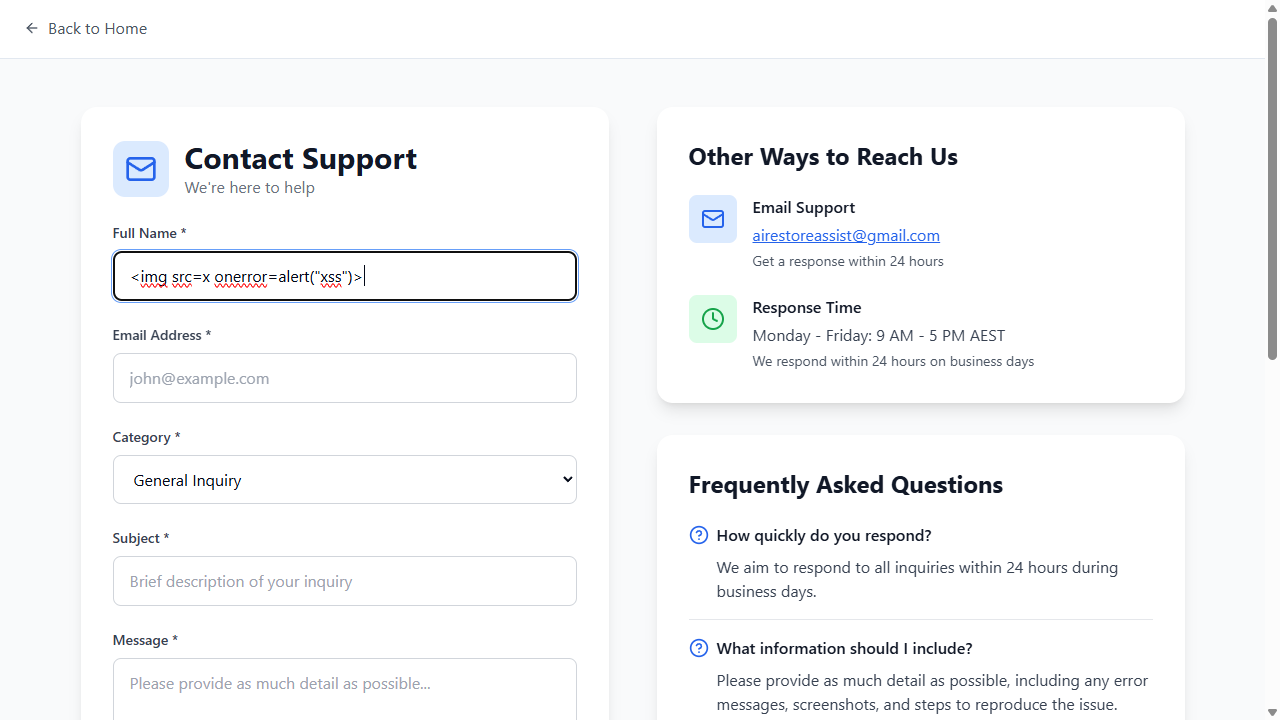 Back to Home
Contact Support
We're here to help
Full Name *
<img src=x onerror=alert("xss")>
Email Address *
john@example.com
Category *
General Inquiry
Subject *
Brief description of your inquiry
Message *
Please provide as much detail as possible...
Other Ways to Reach Us
Email Support
airestoreassist@gmail.com
Get a response within 24 hours
Response Time
Monday - Friday: 9 AM - 5 PM AEST
We respond within 24 hours on business days
Frequently Asked Questions
How quickly do you respond?
We aim to respond to all inquiries within 24 hours during
business days.
What information should I include?
Please provide as much detail as possible, including any error
messages, screenshots, and steps to reproduce the issue.